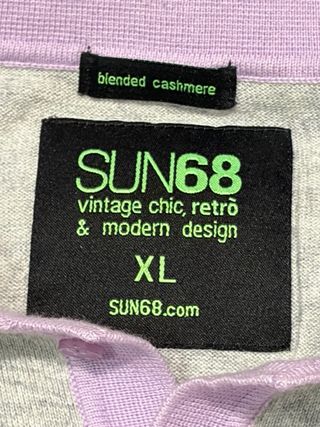 blended cashmere
SUN68
vintage chic, retrò
& modern design
XL
SUN68.com